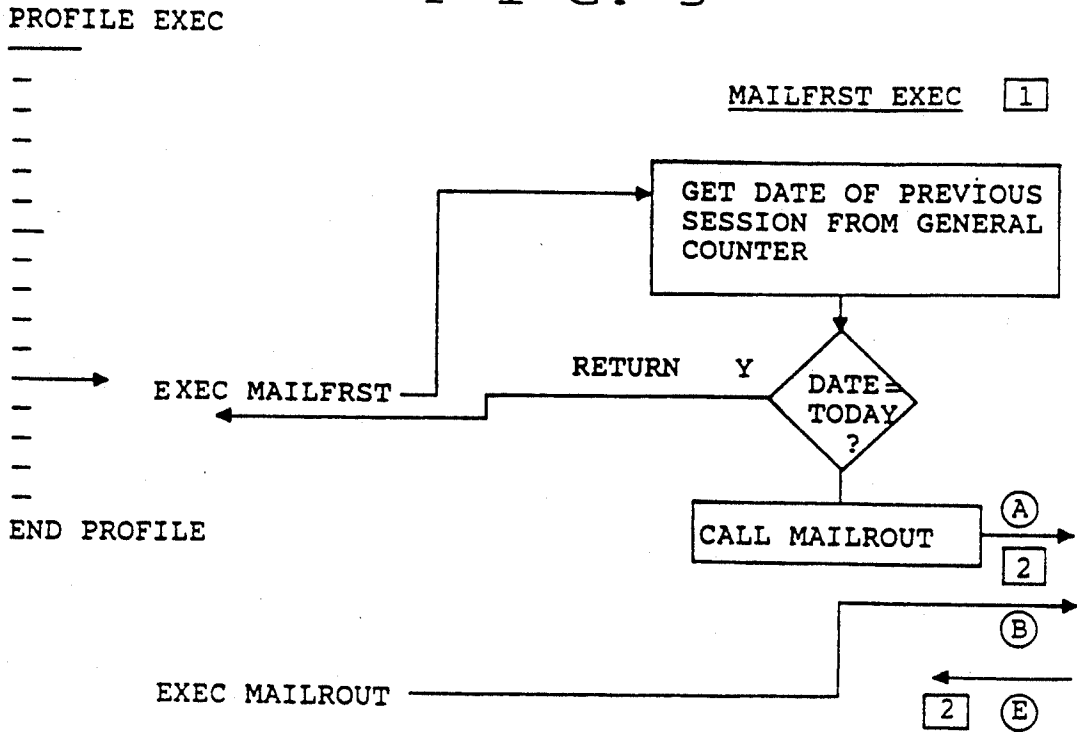 PROFILE EXEC
MAILFRST EXEC 1
GET DATE OF PREVIOUS
SESSION FROM GENERAL
COUNTER
RETURN Y
DATE=
TODAY
?
EXEC MAILFRST
END PROFILE
CALL MAILROUT
A
2
B
EXEC MAILROUT
2 E